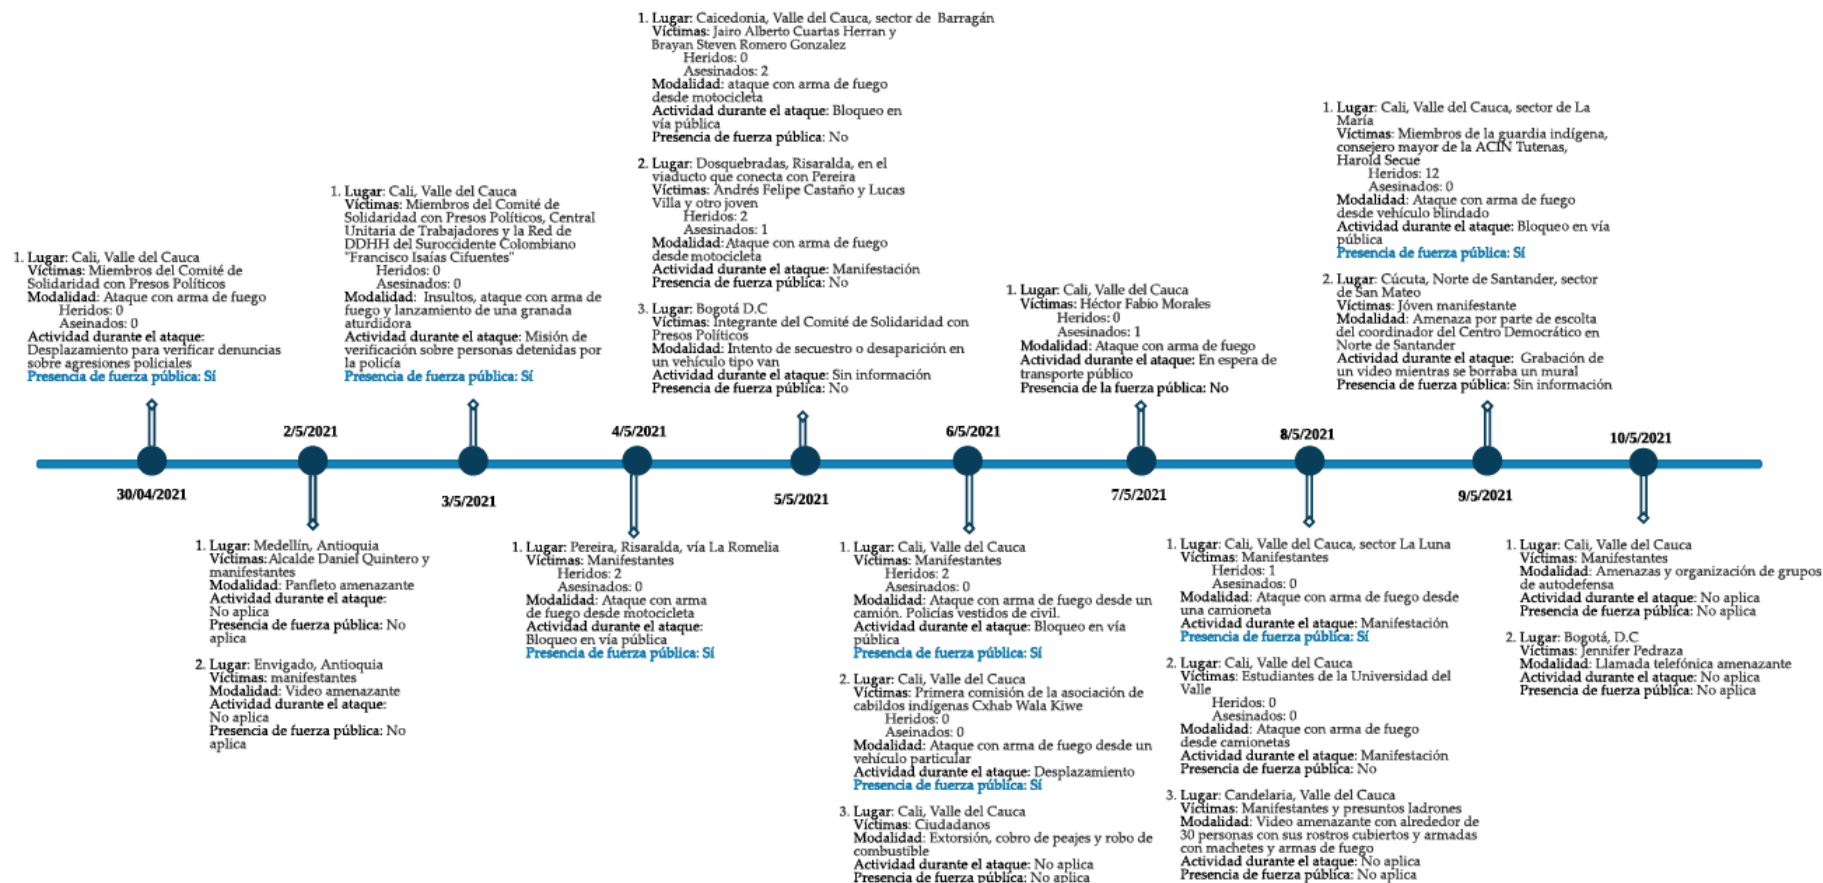 1. Lugar: Cali, Valle del Cauca
Víctimas: Miembros del Comité de
Solidaridad con Presos Políticos
Modalidad: Ataque con arma de fuego
Heridos: 0
Aseinados: 0
Actividad durante el ataque:
Desplazamiento para verificar denuncias
sobre agresiones policiales
Presencia de fuerza pública: Sí
30/04/2021
2/5/2021
1. Lugar: Medellín, Antioquia
Víctimas:Alcalde Daniel Quintero y
manifestantes
Modalidad: Panfleto amenazante
Actividad durante el ataque:
No aplica
Presencia de fuerza pública: No
aplica
2. Lugar: Envigado, Antioquia
Víctimas: manifestantes
Modalidad: Video amenazante
Actividad durante el ataque:
No aplica
Presencia de fuerza pública: No
aplica
1. Lugar: Cali, Valle del Cauca
Víctimas: Miembros del Comité de
Solidaridad con Presos Políticos, Central
Unitaria de Trabajadores y la Red de
DDHH del Suroccidente Colombiano
"Francisco Isaías Cifuentes"
Heridos: 0
Asesinados: 0
Modalidad: Insultos, ataque con arma de
fuego y lanzamiento de una granada
aturdidora
Actividad durante el ataque: Misión de
verificación sobre personas detenidas por
la policía
Presencia de fuerza pública: Sí
3/5/2021
4/5/2021
1. Lugar: Pereira, Risaralda, vía La Romelia
Víctimas: Manifestantes
Heridos: 2
Asesinados: 0
Modalidad: Ataque con arma
de fuego desde motocicleta
Actividad durante el ataque:
Bloqueo en vía pública
Presencia de fuerza pública: Sí
1. Lugar: Caicedonia, Valle del Cauca, sector de Barragán
Víctimas: Jairo Alberto Cuartas Herran y
Brayan Steven Romero Gonzalez
Heridos: 0
Asesinados: 2
Modalidad: ataque con arma de fuego
desde motocicleta
Actividad durante el ataque: Bloqueo en
vía pública
Presencia de fuerza pública: No
2. Lugar: Dosquebradas, Risaralda, en el
viaducto que conecta con Pereira
Víctimas: Andrés Felipe Castaño y Lucas
Villa y otro joven
Heridos: 2
Asesinados: 1
Modalidad:Ataque con arma de fuego
desde motocicleta
Actividad durante el ataque: Manifestación
Presencia de fuerza pública: No
3. Lugar: Bogotá D.C
Víctimas: Integrante del Comité de Solidaridad con
Presos Políticos
Modalidad: Intento de secuestro o desaparición en
un vehículo tipo van
Actividad durante el ataque: Sin información
Presencia de fuerza pública: No
5/5/2021
6/5/2021
1. Lugar: Cali, Valle del Cauca
Víctimas: Manifestantes
Heridos: 2
Asesinados: 0
Modalidad: Ataque con arma de fuego desde un
camión. Policías vestidos de civil.
Actividad durante el ataque: Bloqueo en vía
pública
Presencia de fuerza pública: Sí
2. Lugar: Cali, Valle del Cauca
Víctimas: Primera comisión de la asociación de
cabildos indígenas Cxhab Wala Kiwe
Heridos: 0
Aseinados: 0
Modalidad: Ataque con arma de fuego desde un
vehículo particular
Actividad durante el ataque: Desplazamiento
Presencia de fuerza pública: Sí
3. Lugar: Cali, Valle del Cauca
Víctimas: Ciudadanos
Modalidad: Extorsión, cobro de peajes y robo de
combustible
Actividad durante el ataque: No aplica
Presencia de fuerza pública: No aplica
1. Lugar: Cali, Valle del Cauca
Víctimas: Héctor Fabio Morales
Heridos: 0
Asesinados: 1
Modalidad: Ataque con arma de fuego
Actividad durante el ataque: En espera de
transporte público
Presencia de la fuerza pública: No
7/5/2021
8/5/2021
1. Lugar: Cali, Valle del Cauca, sector La Luna
Víctimas: Manifestantes
Heridos: 1
Asesinados: 0
Modalidad: Ataque con arma de fuego desde
una camioneta
Actividad durante el ataque: Manifestación
Presencia de fuerza pública: Sí
2. Lugar: Cali, Valle del Cauca
Víctimas: Estudiantes de la Universidad del
Valle
Heridos: 0
Asesinados: 0
Modalidad: Ataque con arma de fuego
desde camionetas
Actividad durante el ataque: Manifestación
Presencia de fuerza pública: No
3. Lugar: Candelaria, Valle del Cauca
Víctimas: Manifestantes y presuntos ladrones
Modalidad: Video amenazante con alrededor de
30 personas con sus rostros cubiertos y armadas
con machetes y armas de fuego
Actividad durante el ataque: No aplica
Presencia de fuerza pública: No aplica
1. Lugar: Cali, Valle del Cauca, sector de La
María
Víctimas: Miembros de la guardia indígena,
consejero mayor de la ACIN Tutenas,
Harold Secue
Heridos: 12
Asesinados: 0
Modalidad: Ataque con arma de fuego
desde vehículo blindado
Actividad durante el ataque: Bloqueo en vía
pública
Presencia de fuerza pública: Sí
2. Lugar: Cúcuta, Norte de Santander, sector
de San Mateo
Víctimas: Jóven manifestante
Modalidad: Amenaza por parte de escolta
del coordinador del Centro Democrático en
Norte de Santander
Actividad durante el ataque: Grabación de
un video mientras se borraba un mural
Presencia de fuerza pública: Sin información
9/5/2021
10/5/2021
1. Lugar: Cali, Valle del Cauca
Víctimas: Manifestantes
Modalidad: Amenazas y organización de grupos
de autodefensa
Actividad durante el ataque: No aplica
Presencia de fuerza pública: No aplica
2. Lugar: Bogotá, D.C
Víctimas: Jennifer Pedraza
Modalidad: Llamada telefónica amenazante
Actividad durante el ataque: No aplica
Presencia de fuerza pública: No aplica